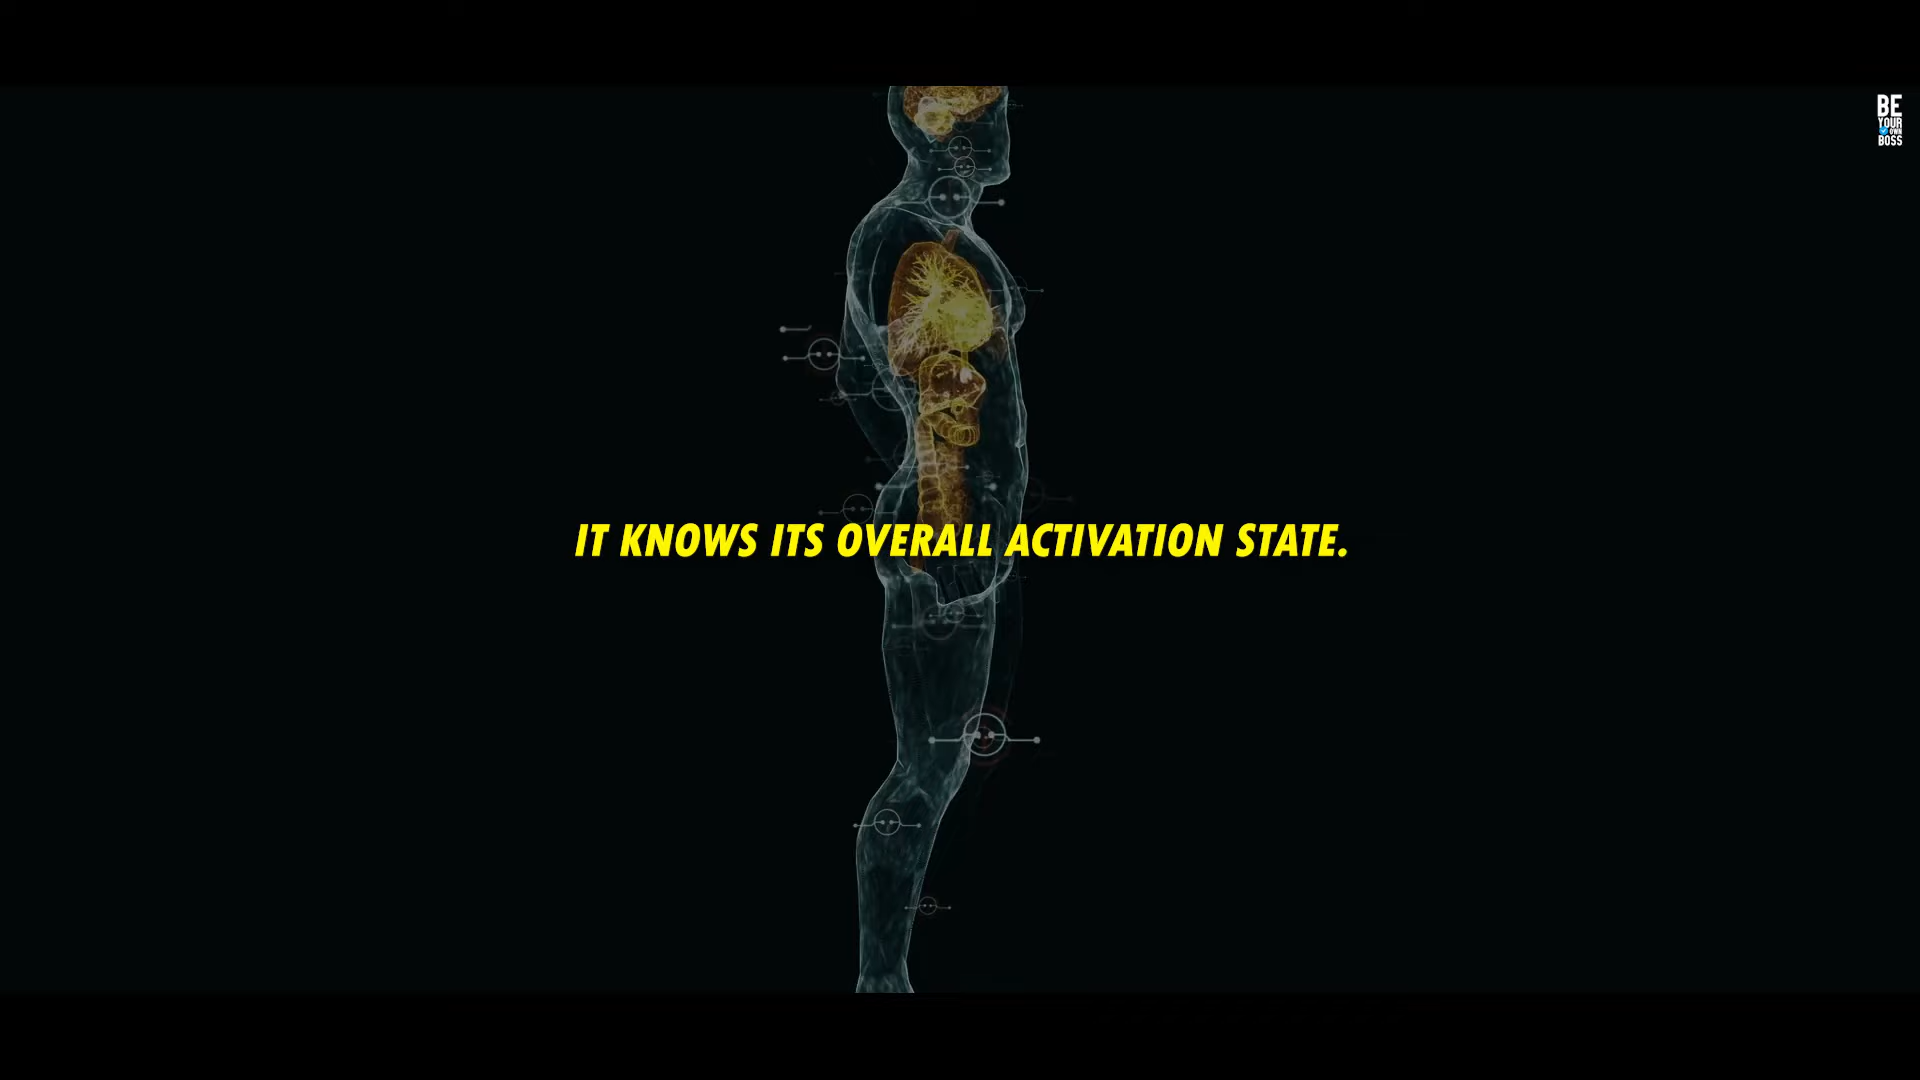 BE
YOUR
OWN
BOSS
IT KNOWS ITS OVERALL ACTIVATION STATE.